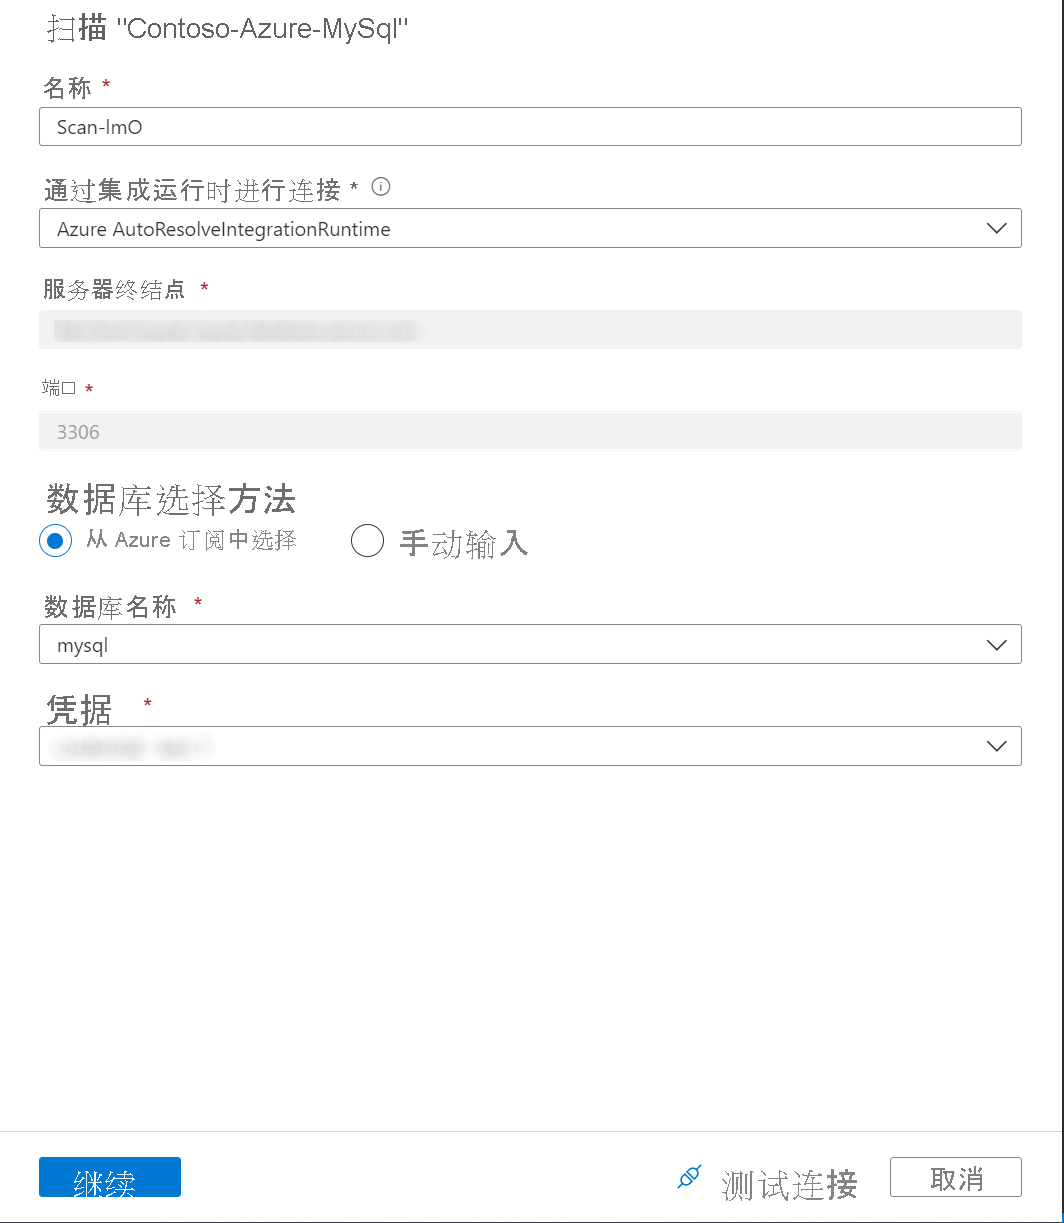 扫描 "Contoso-Azure-MySql"
名称 *
Scan-lmO
通过集成运行时进行连接 *
Azure AutoResolveIntegrationRuntime
服务器终结点 *
端口 *
3306
数据库选择方法
从 Azure 订阅中选择 手动输入
数据库名称 *
mysql
凭据 *
继续 测试连接 取消